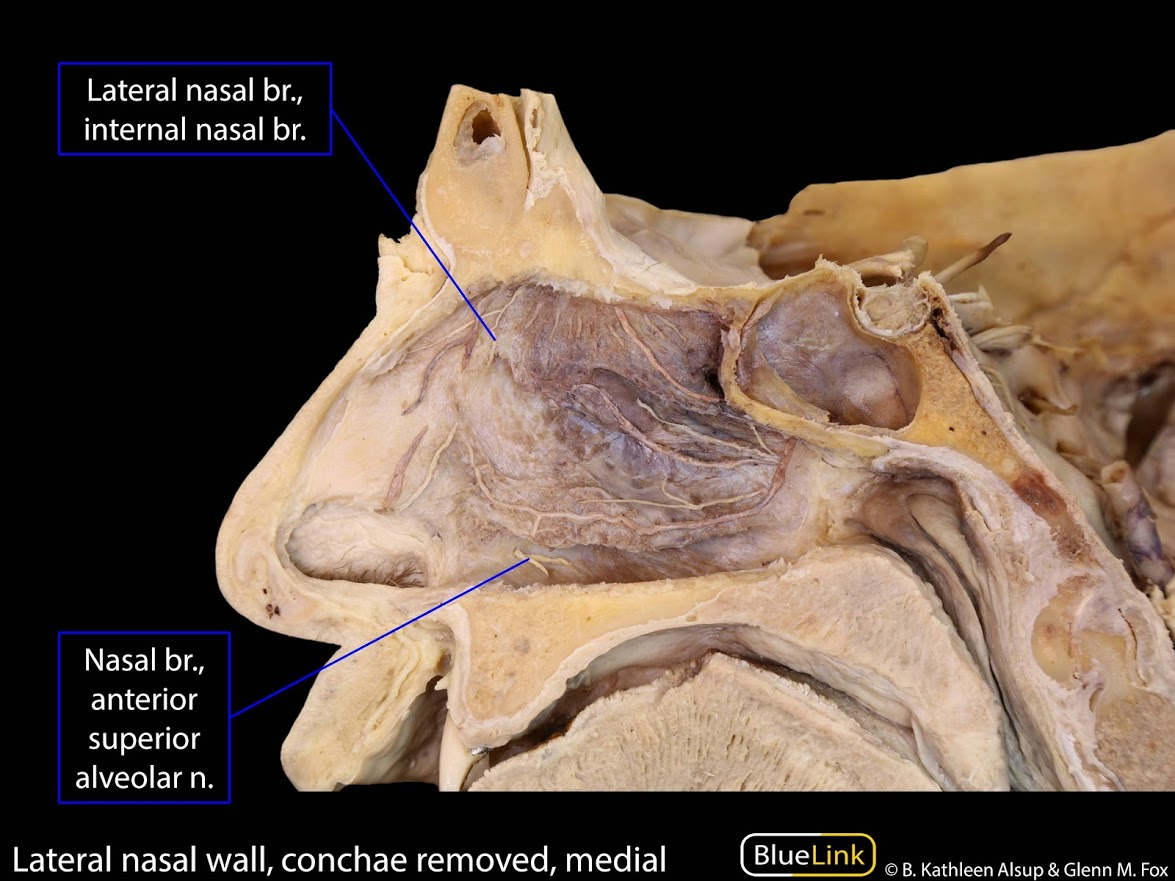 Lateral nasal br.,
internal nasal br.
Nasal br.,
anterior
superior
alveolar n.
Lateral nasal wall, conchae removed, medial
BlueLink
© B. Kathleen Alsup & Glenn M. Fox